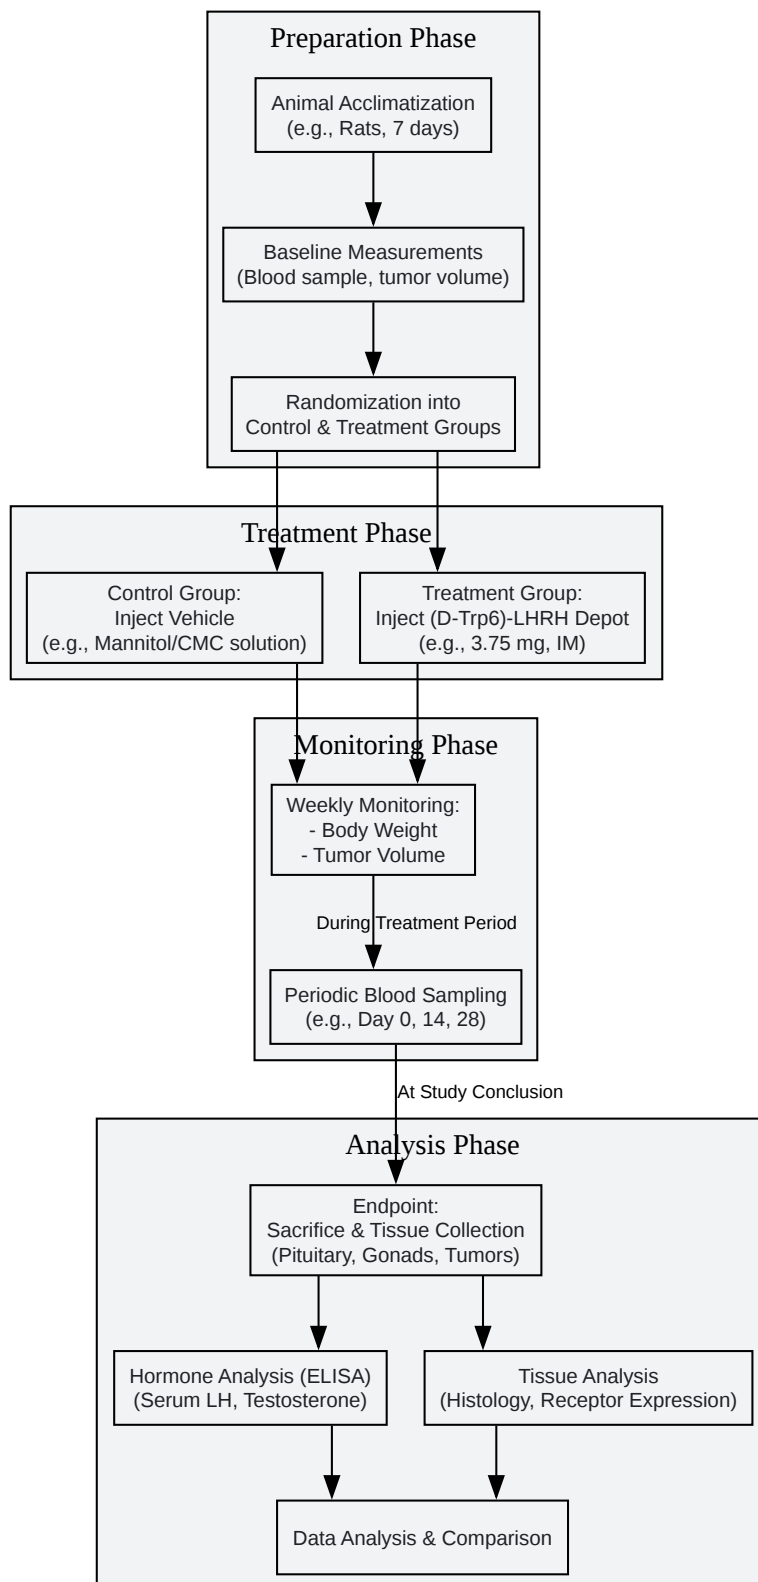 Preparation Phase
Animal Acclimatization
(e.g., Rats, 7 days)
Baseline Measurements
(Blood sample, tumor volume)
Randomization into
Control & Treatment Groups
Treatment Phase
Control Group:
Inject Vehicle
(e.g., Mannitol/CMC solution)
Treatment Group:
Inject (D-Trp6)-LHRH Depot
(e.g., 3.75 mg, IM)
Monitoring Phase
Weekly Monitoring:
- Body Weight
- Tumor Volume
During Treatment Period
Periodic Blood Sampling
(e.g., Day 0, 14, 28)
At Study Conclusion
Analysis Phase
Endpoint:
Sacrifice & Tissue Collection
(Pituitary, Gonads, Tumors)
Hormone Analysis (ELISA)
(Serum LH, Testosterone)
Tissue Analysis
(Histology, Receptor Expression)
Data Analysis & Comparison